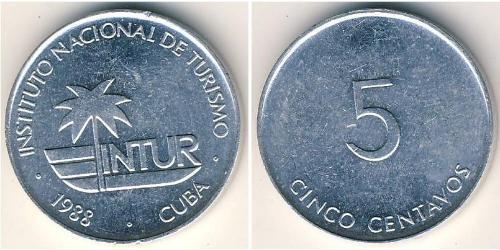 INSTITUTO NACIONAL DE TURISMO
INTUR
· 1988 · CUBA ·
5
CINCO CENTAVOS